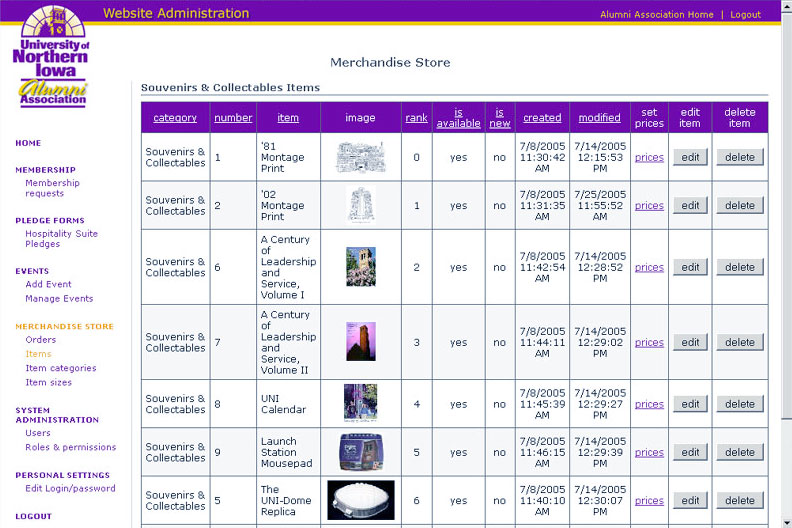 Website Administration
Alumni Association Home | Logout
University of
Northern
Iowa
Alumni
Association
HOME
MEMBERSHIP
Membership
requests
PLEDGE FORMS
Hospitality Suite
Pledges
EVENTS
Add Event
Manage Events
MERCHANDISE STORE
Orders
Items
Item categories
Item sizes
SYSTEM
ADMINISTRATION
Users
Roles & permissions
PERSONAL SETTINGS
Edit Login/password
LOGOUT
Merchandise Store
Souvenirs & Collectables Items
category number item image rank is available is new created modified set prices edit item delete item
Souvenirs &
Collectables
1
'81
Montage
Print
0
yes
no
7/8/2005
11:30:42
AM
7/14/2005
12:15:53
PM
prices
edit
delete
Souvenirs &
Collectables
2
'02
Montage
Print
1
yes
no
7/8/2005
11:31:35
AM
7/25/2005
11:55:52
AM
prices
edit
delete
Souvenirs &
Collectables
6
A Century
of
Leadership
and
Service,
Volume I
2
yes
no
7/8/2005
11:42:54
AM
7/14/2005
12:28:52
PM
prices
edit
delete
Souvenirs &
Collectables
7
A Century
of
Leadership
and
Service,
Volume II
3
yes
no
7/8/2005
11:44:11
AM
7/14/2005
12:29:02
PM
prices
edit
delete
Souvenirs &
Collectables
8
UNI
Calendar
4
yes
no
7/8/2005
11:45:39
AM
7/14/2005
12:29:27
PM
prices
edit
delete
Souvenirs &
Collectables
9
Launch
Station
Mousepad
5
yes
no
7/8/2005
11:46:15
AM
7/14/2005
12:29:39
PM
prices
edit
delete
Souvenirs &
Collectables
5
The
UNI-Dome
Replica
6
yes
no
7/8/2005
11:40:10
AM
7/14/2005
12:30:07
PM
prices
edit
delete